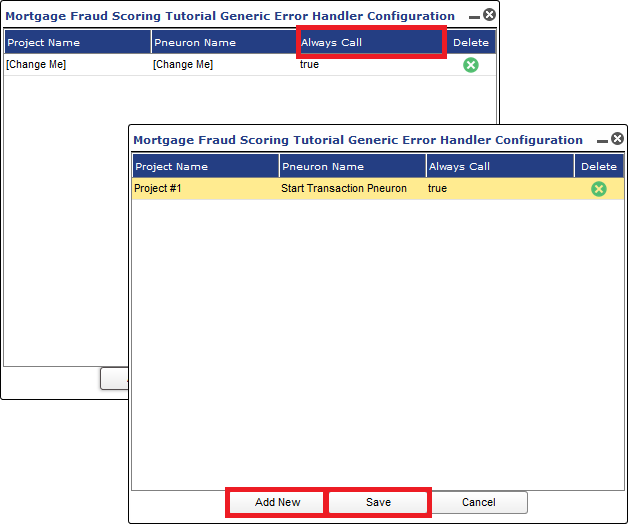 Mortgage Fraud Scoring Tutorial Generic Error Handler Configuration
Project Name Pneuron Name Always Call Delete
[Change Me] [Change Me] true
Mortgage Fraud Scoring Tutorial Generic Error Handler Configuration
Project Name Pneuron Name Always Call Delete
Project #1 Start Transaction Pneuron true
Add New Save Cancel